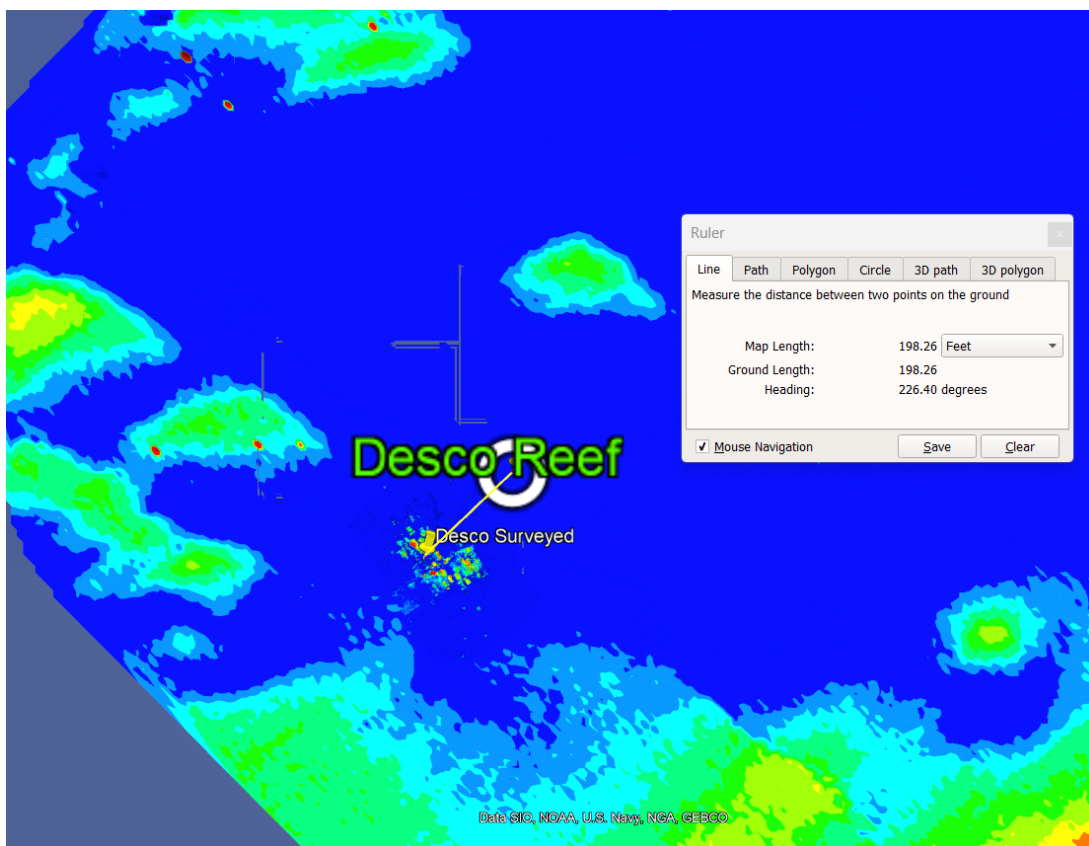 Ruler
Line Path Polygon Circle 3D path 3D polygon
Measure the distance between two points on the ground
Map Length: 198.26 Feet
Ground Length: 198.26
Heading: 226.40 degrees
Mouse Navigation Save Clear
Desco Reef
Desco Surveyed
Data SIO, NOAA, U.S. Navy, NGA, GEBCO